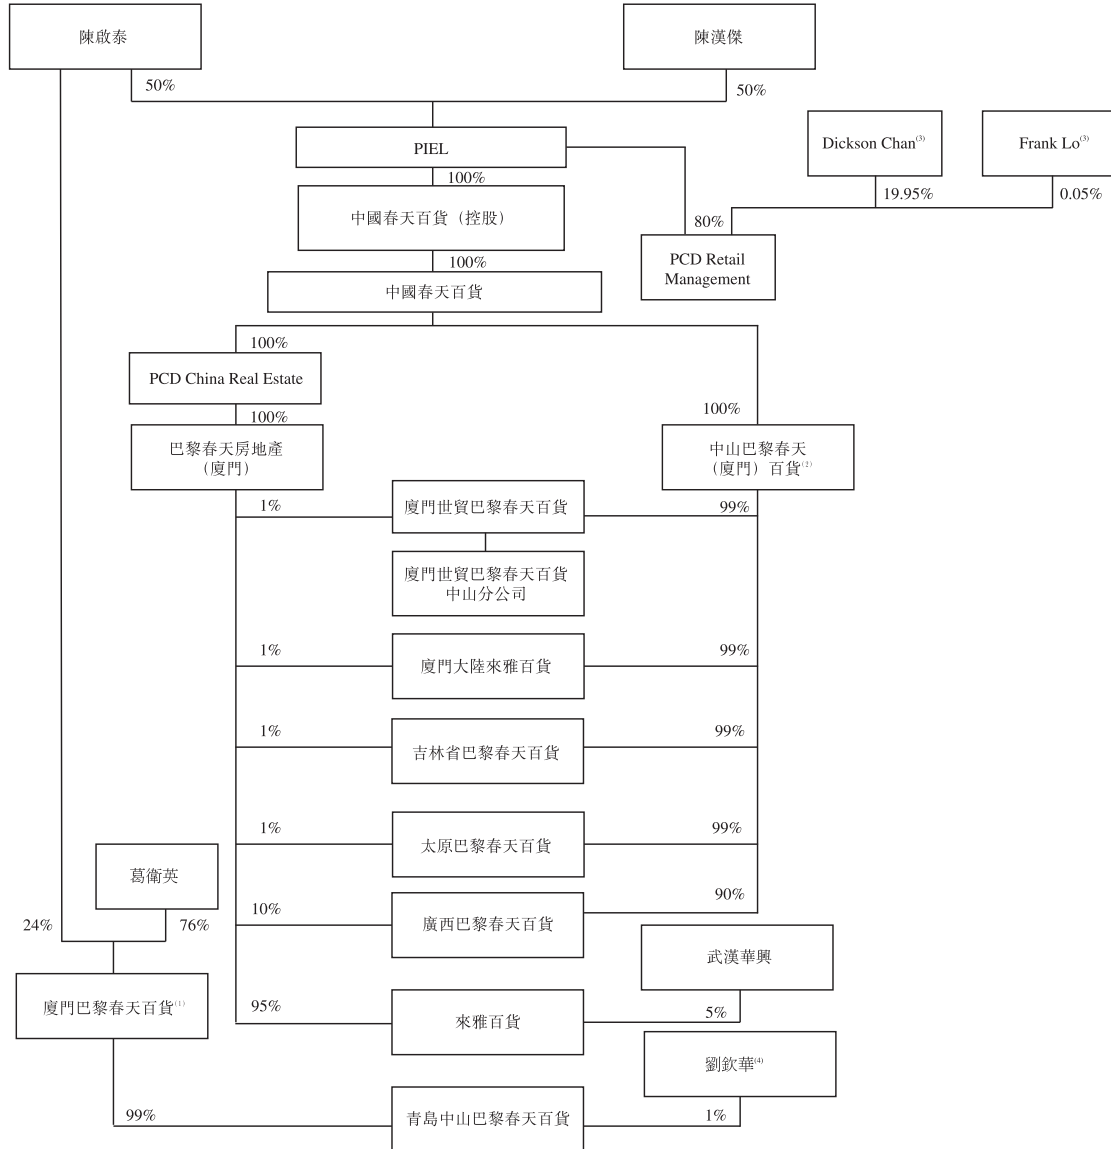 陳啟泰
陳漢傑
50%
50%
Dickson Chan(3)
Frank Lo(3)
PIEL
100%
19.95%
0.05%
中國春天百貨（控股）
80%
100%
PCD Retail
Management
中國春天百貨
100%
PCD China Real Estate
100%
100%
巴黎春天房地產
（廈門）
中山巴黎春天
（廈門）百貨(2)
1%
廈門世貿巴黎春天百貨
99%
廈門世貿巴黎春天百貨
中山分公司
1%
廈門大陸來雅百貨
99%
1%
吉林省巴黎春天百貨
99%
1%
太原巴黎春天百貨
99%
葛衛英
90%
10%
24%
76%
廣西巴黎春天百貨
武漢華興
廈門巴黎春天百貨(1)
95%
來雅百貨
5%
劉欽華(4)
99%
青島中山巴黎春天百貨
1%